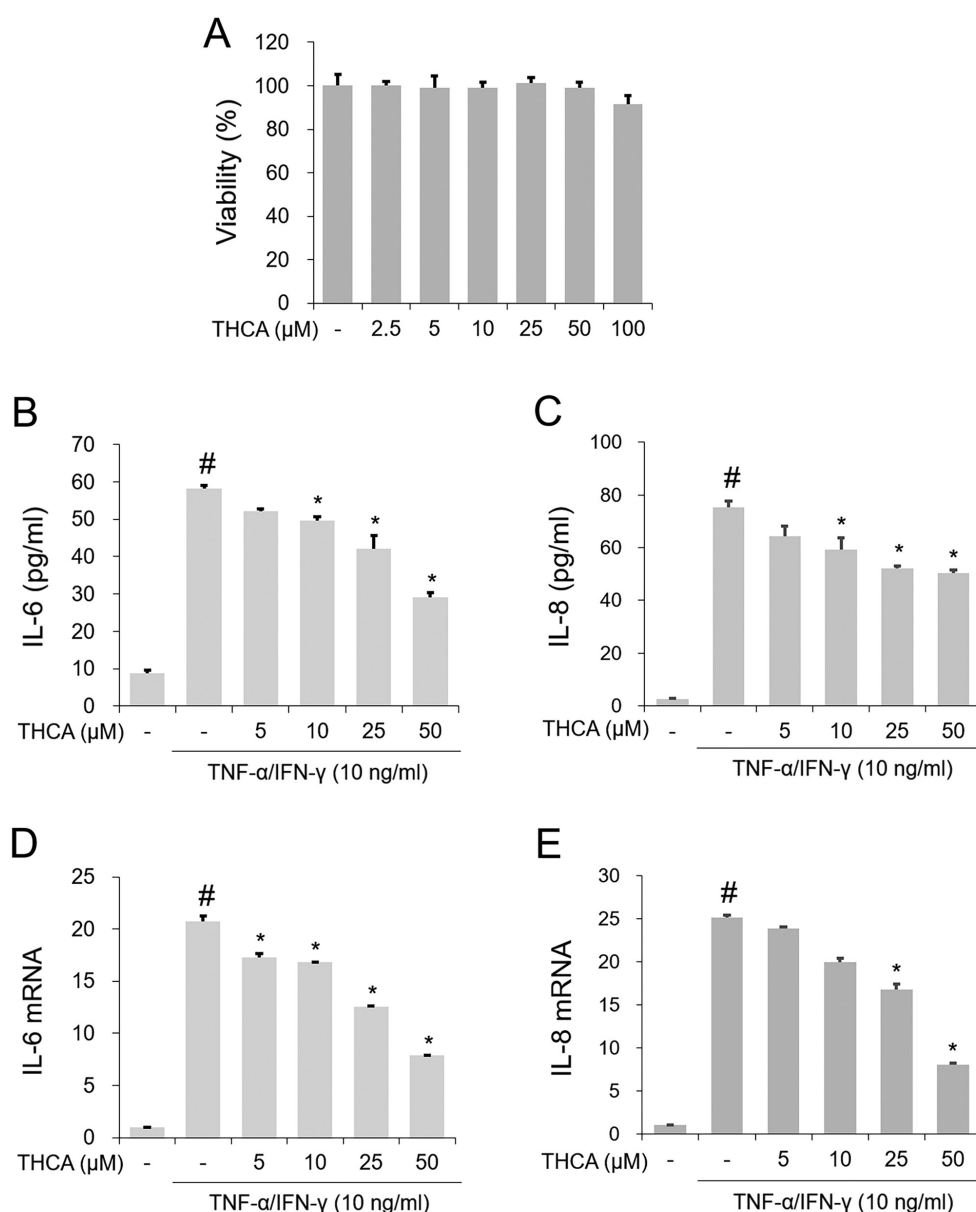 A
120
100
80
60
40
20
0
Viability (%)
THCA (μM) - 2.5 5 10 25 50 100
B
70
60
50
40
30
20
10
0
IL-6 (pg/ml)
#
*
*
*
THCA (μM) - - 5 10 25 50
TNF-α/IFN-γ (10 ng/ml)
C
100
80
60
40
20
0
IL-8 (pg/ml)
#
*
*
*
THCA (μM) - - 5 10 25 50
TNF-α/IFN-γ (10 ng/ml)
D
25
20
15
10
5
0
IL-6 mRNA
#
*
*
*
*
THCA (μM) - - 5 10 25 50
TNF-α/IFN-γ (10 ng/ml)
E
30
25
20
15
10
5
0
IL-8 mRNA
#
*
*
THCA (μM) - - 5 10 25 50
TNF-α/IFN-γ (10 ng/ml)